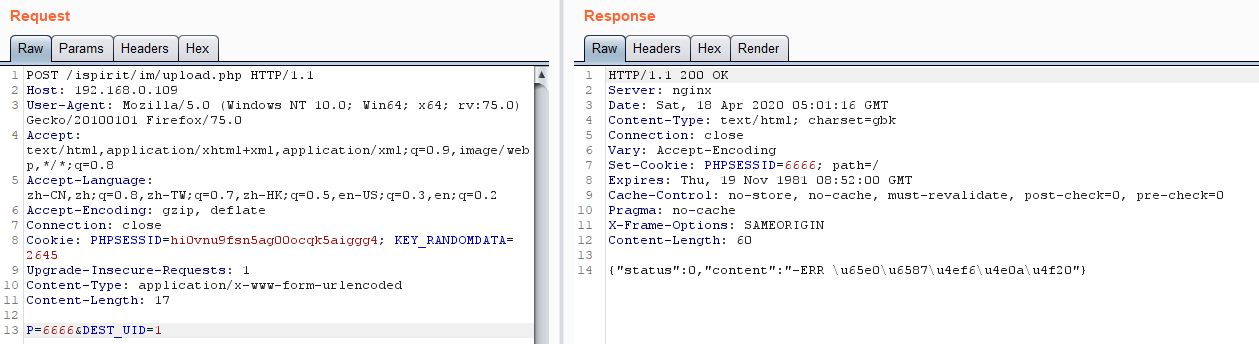 Request
Raw Params Headers Hex
1 POST /ispirit/im/upload.php HTTP/1.1
2 Host: 192.168.0.109
3 User-Agent: Mozilla/5.0 (Windows NT 10.0; Win64; x64; rv:75.0)
Gecko/20100101 Firefox/75.0
4 Accept:
text/html,application/xhtml+xml,application/xml;q=0.9,image/web
p,*/*;q=0.8
5 Accept-Language:
zh-CN,zh;q=0.8,zh-TW;q=0.7,zh-HK;q=0.5,en-US;q=0.3,en;q=0.2
6 Accept-Encoding: gzip, deflate
7 Connection: close
8 Cookie: PHPSESSID=hi0vnu9fsn5ag00ocqk5aiggg4; KEY_RANDOMDATA=
2645
9 Upgrade-Insecure-Requests: 1
10 Content-Type: application/x-www-form-urlencoded
11 Content-Length: 17
12
13 P=6666&DEST_UID=1
Response
Raw Headers Hex Render
1 HTTP/1.1 200 OK
2 Server: nginx
3 Date: Sat, 18 Apr 2020 05:01:16 GMT
4 Content-Type: text/html; charset=gbk
5 Connection: close
6 Vary: Accept-Encoding
7 Set-Cookie: PHPSESSID=6666; path=/
8 Expires: Thu, 19 Nov 1981 08:52:00 GMT
9 Cache-Control: no-store, no-cache, must-revalidate, post-check=0, pre-check=0
10 Pragma: no-cache
11 X-Frame-Options: SAMEORIGIN
12 Content-Length: 60
13
14 {"status":0,"content":"-ERR \u65e0\u6587\u4ef6\u4e0a\u4f20"}